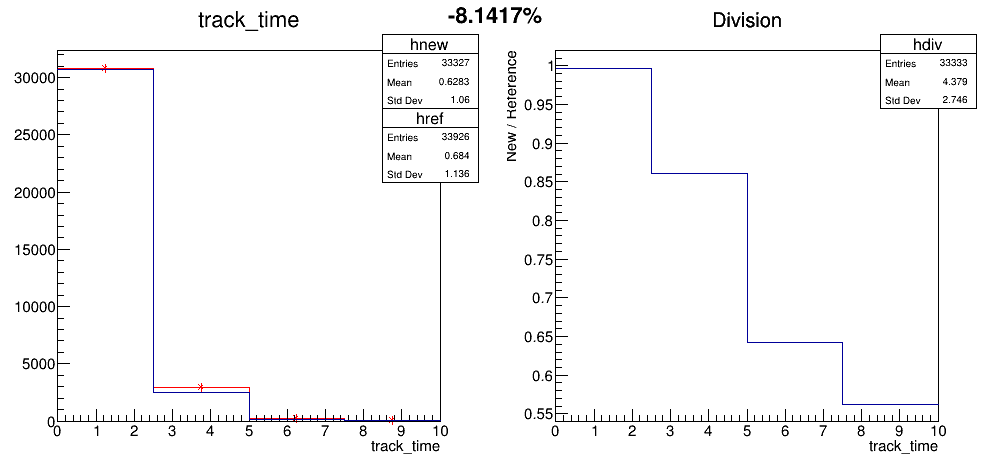 -8.1417%
track_time
hnew
Entries 33327
Mean 0.6283
Std Dev 1.06
href
Entries 33926
Mean 0.684
Std Dev 1.136
30000
25000
20000
15000
10000
5000
0
0 1 2 3 4 5 6 7 8 9 10
track_time
Division
hdiv
Entries 33333
Mean 4.379
Std Dev 2.746
New / Reference
1
0.95
0.9
0.85
0.8
0.75
0.7
0.65
0.6
0.55
0 1 2 3 4 5 6 7 8 9 10
track_time